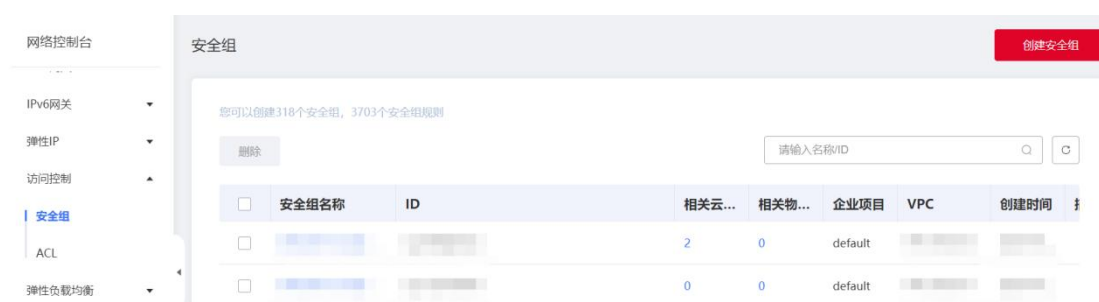 网络控制台
安全组
创建安全组
IPv6网关
弹性IP
访问控制
安全组
ACL
弹性负载均衡
您可以创建318个安全组，3703个安全组规则
删除
请输入名称/ID
安全组名称 ID 相关云... 相关物... 企业项目 VPC 创建时间
2 0 default
0 0 default